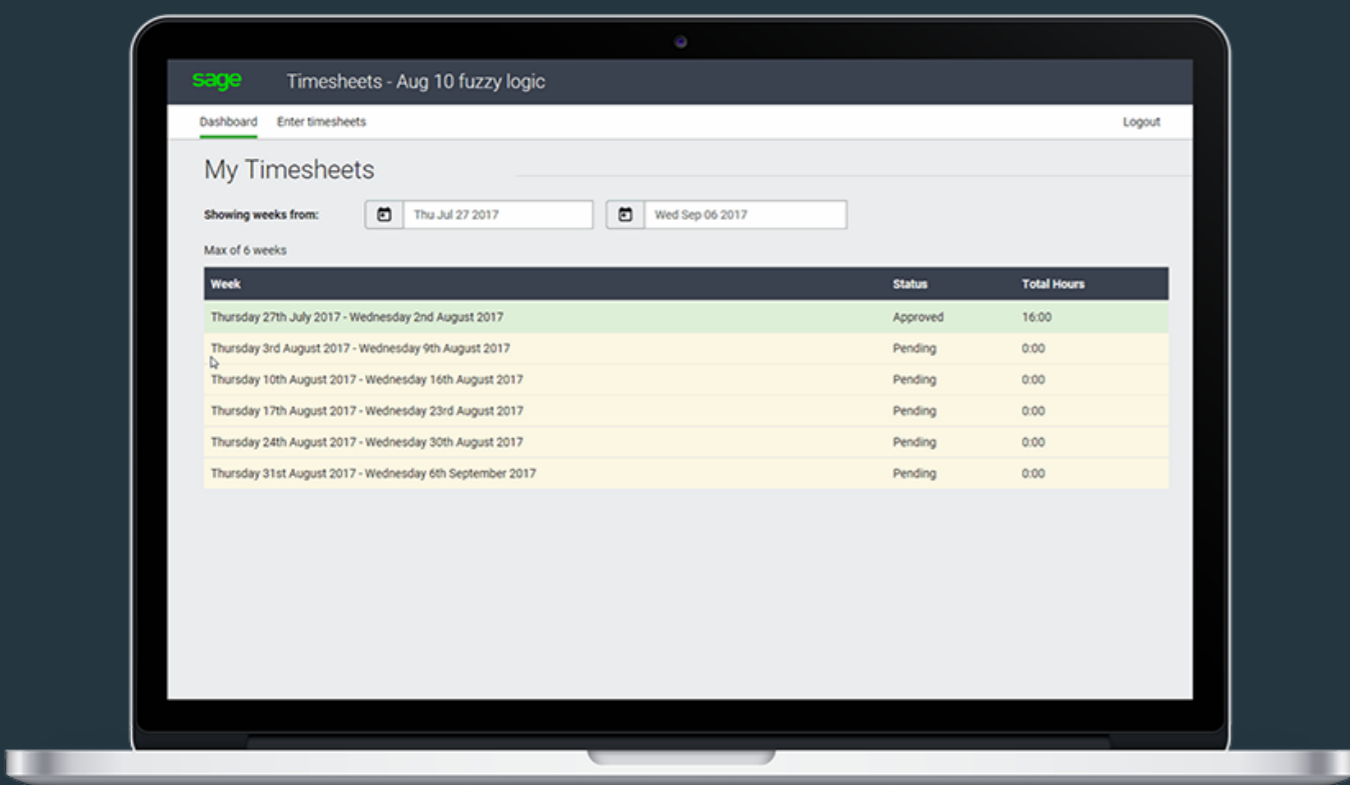 sage Timesheets - Aug 10 fuzzy logic
Dashboard Enter timesheets Logout
My Timesheets
Showing weeks from: Thu Jul 27 2017 Wed Sep 06 2017
Max of 6 weeks
Week Status Total Hours
Thursday 27th July 2017 - Wednesday 2nd August 2017 Approved 16:00
Thursday 3rd August 2017 - Wednesday 9th August 2017 Pending 0:00
Thursday 10th August 2017 - Wednesday 16th August 2017 Pending 0:00
Thursday 17th August 2017 - Wednesday 23rd August 2017 Pending 0:00
Thursday 24th August 2017 - Wednesday 30th August 2017 Pending 0:00
Thursday 31st August 2017 - Wednesday 6th September 2017 Pending 0:00